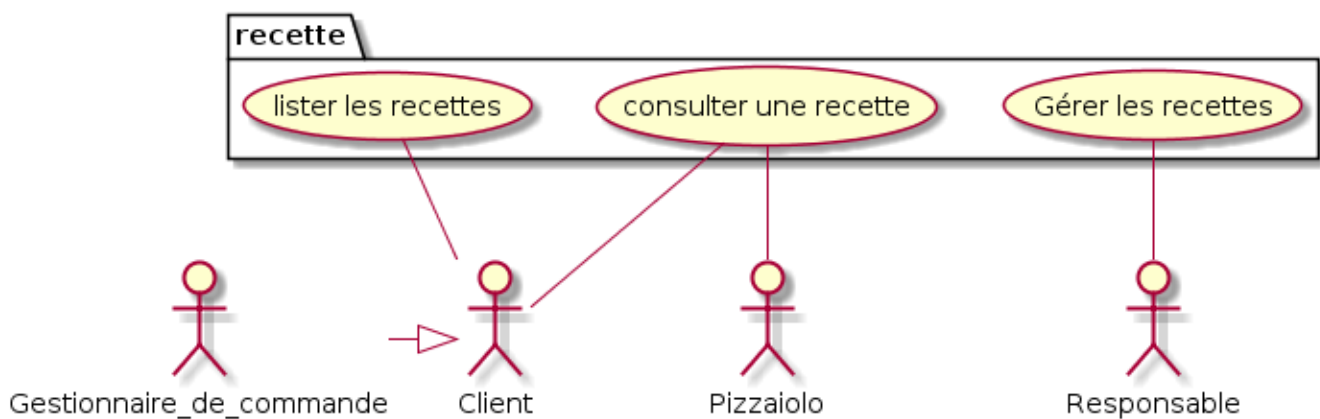 recette
lister les recettes
consulter une recette
Gérer les recettes
Gestionnaire_de_commande
Client
Pizzaiolo
Responsable